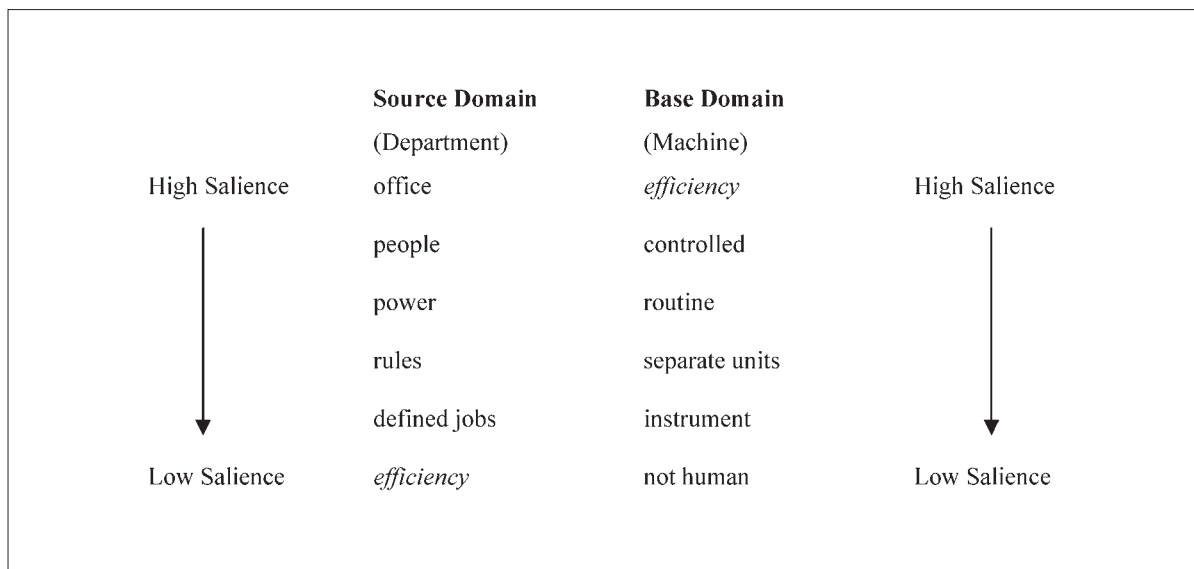 Source Domain Base Domain
(Department) (Machine)
High Salience office efficiency High Salience
people controlled
power routine
rules separate units
defined jobs instrument
Low Salience efficiency not human Low Salience